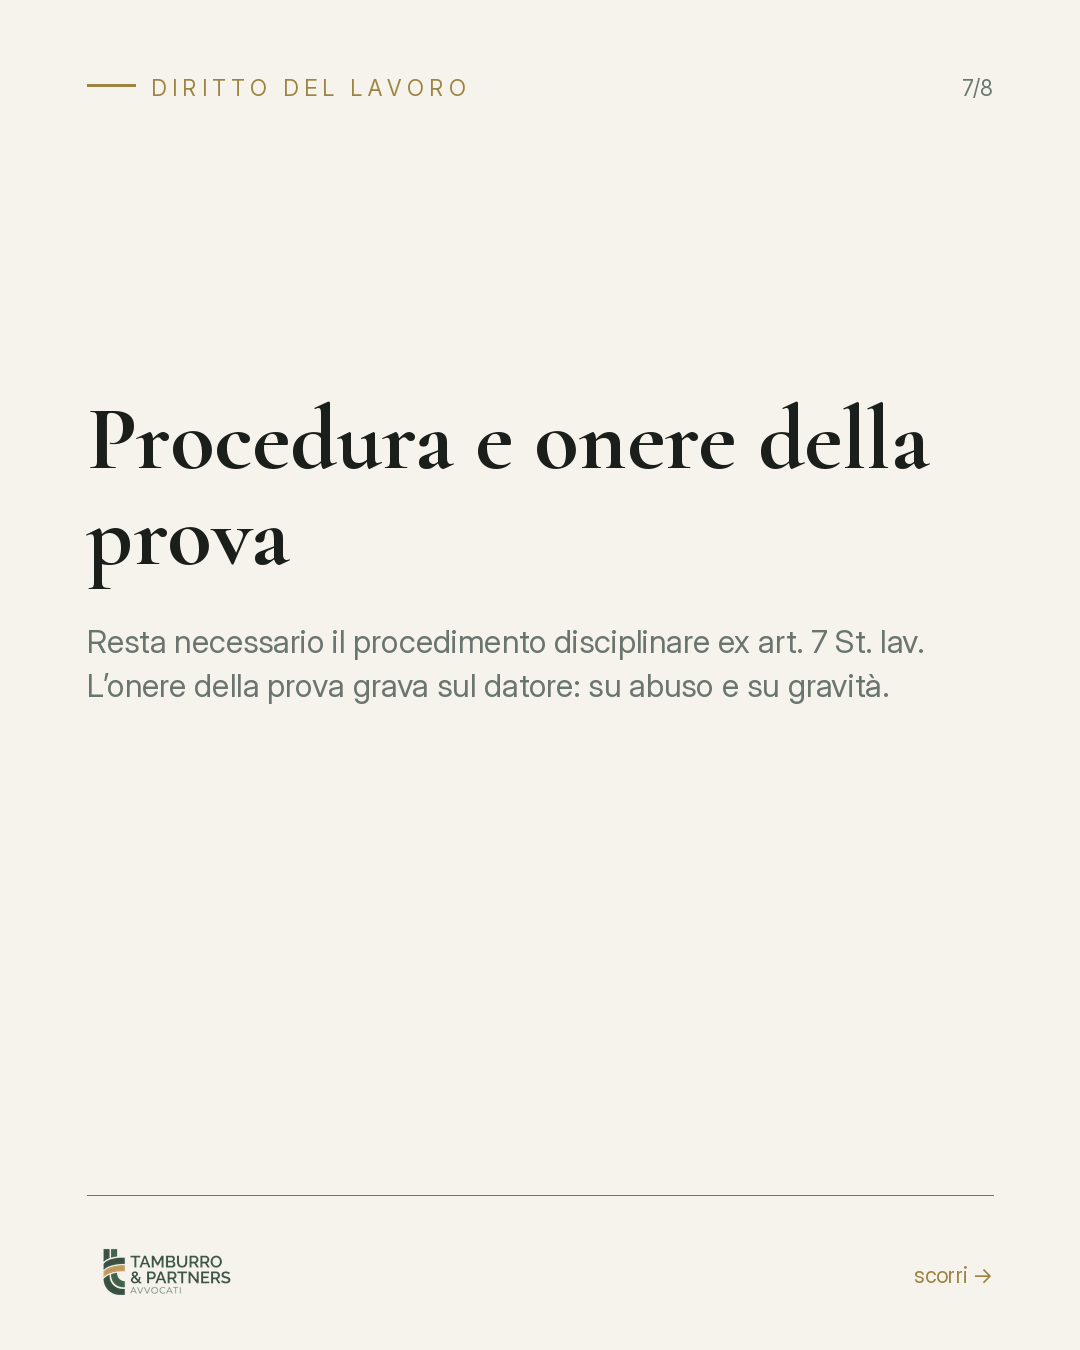 DIRITTO DEL LAVORO
7/8
Procedura e onere della
prova
Resta necessario il procedimento disciplinare ex art. 7 St. lav.
L’onere della prova grava sul datore: su abuso e su gravità.
TAMBURRO
& PARTNERS
AVVOCATI
scorri →